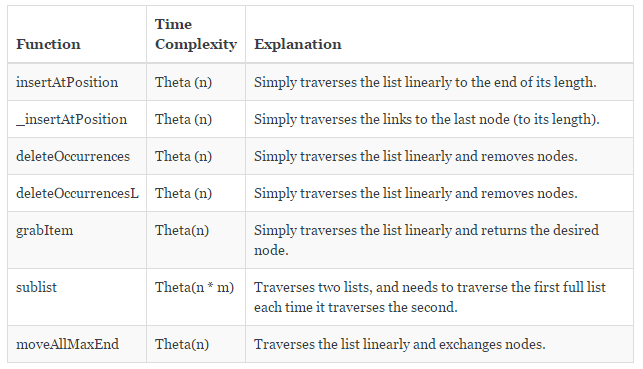 Function Time Complexity Explanation
insertAtPosition Theta (n) Simply traverses the list linearly to the end of its length.
_insertAtPosition Theta (n) Simply traverses the links to the last node (to its length).
deleteOccurrences Theta (n) Simply traverses the list linearly and removes nodes.
deleteOccurrencesL Theta (n) Simply traverses the list linearly and removes nodes.
grabItem Theta(n) Simply traverses the list linearly and returns the desired
node.
sublist Theta(n * m) Traverses two lists, and needs to traverse the first full list
each time it traverses the second.
moveAllMaxEnd Theta(n) Traverses the list linearly and exchanges nodes.